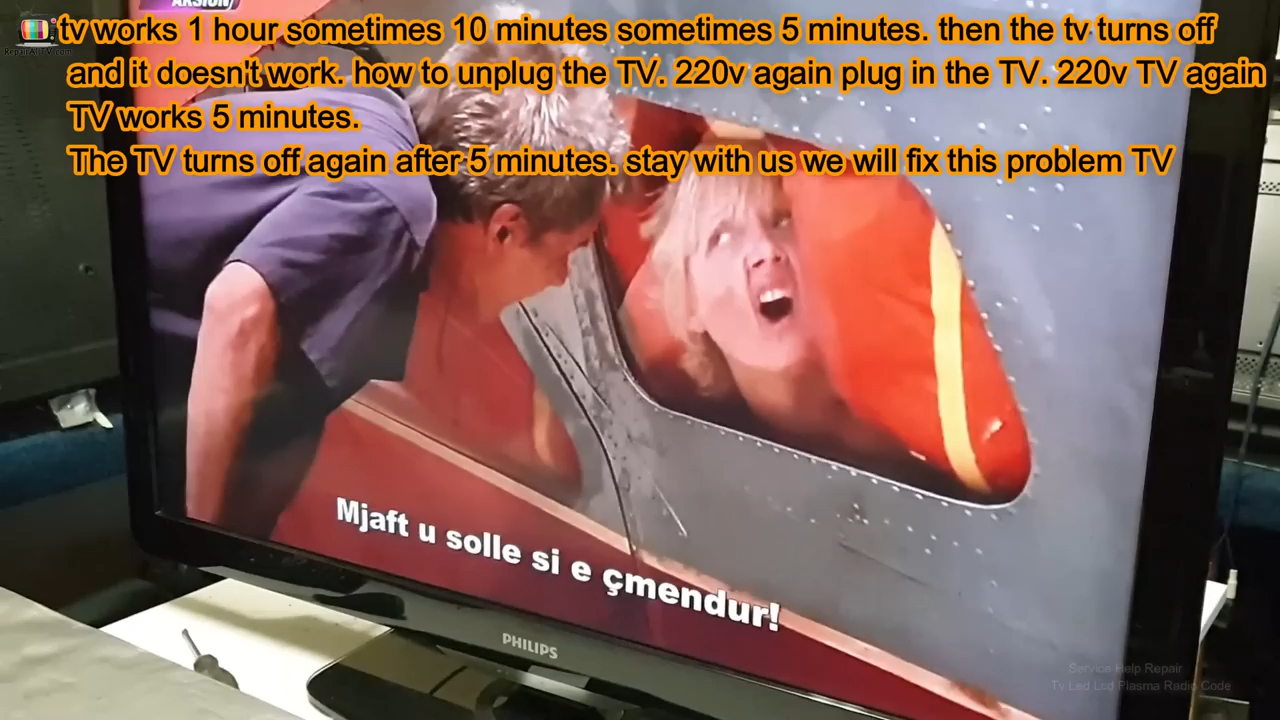 AKSION
tv works 1 hour sometimes 10 minutes sometimes 5 minutes. then the tv turns off
and it doesn't work. how to unplug the TV. 220v again plug in the TV. 220v TV again
TV works 5 minutes.
The TV turns off again after 5 minutes. stay with us we will fix this problem TV
RepairAllTV.com
Mjaft u solle si e çmendur!
PHILIPS
Service Help Repair
Tv Led Lcd Plasma Radio Code